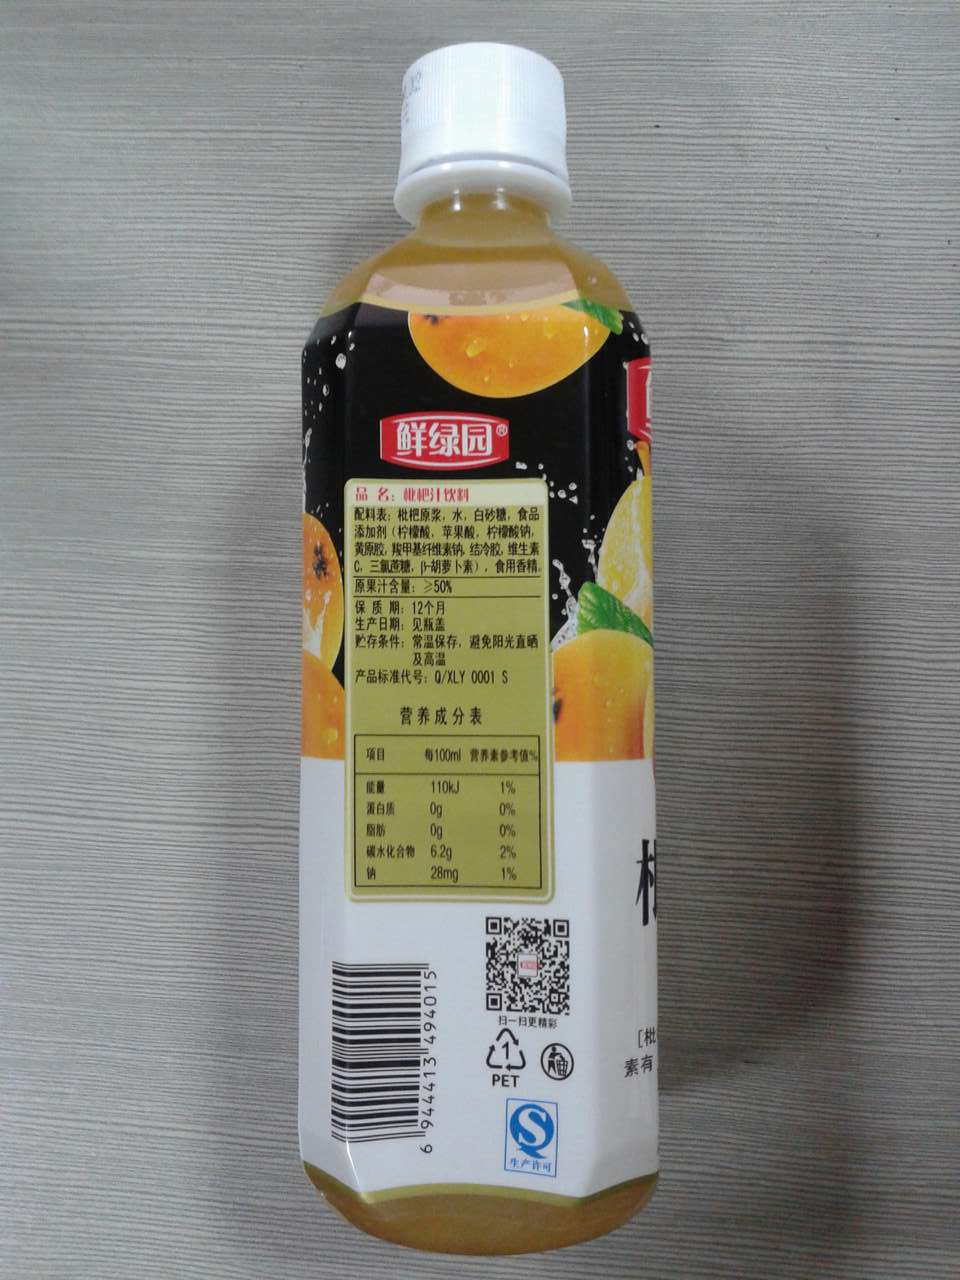 鲜绿园®
品 名：枇杷汁饮料
配料表：枇杷原浆，水，白砂糖，食品
添加剂（柠檬酸，苹果酸，柠檬酸钠，
黄原胶，羧甲基纤维素钠，结冷胶，维生素
C，三氯蔗糖，β-胡萝卜素），食用香精。
原果汁含量：≥50%
保 质 期：12个月
生产日期：见瓶盖
贮存条件：常温保存，避免阳光直晒
及高温
产品标准代号：Q/XLY 0001 S
营养成分表
项目 每100ml 营养素参考值%
能量 110kJ 1%
蛋白质 0g 0%
脂肪 0g 0%
碳水化合物 6.2g 2%
钠 28mg 1%
扫一扫更精彩
6 944413 494015
1
PET
S
生产许可
素有